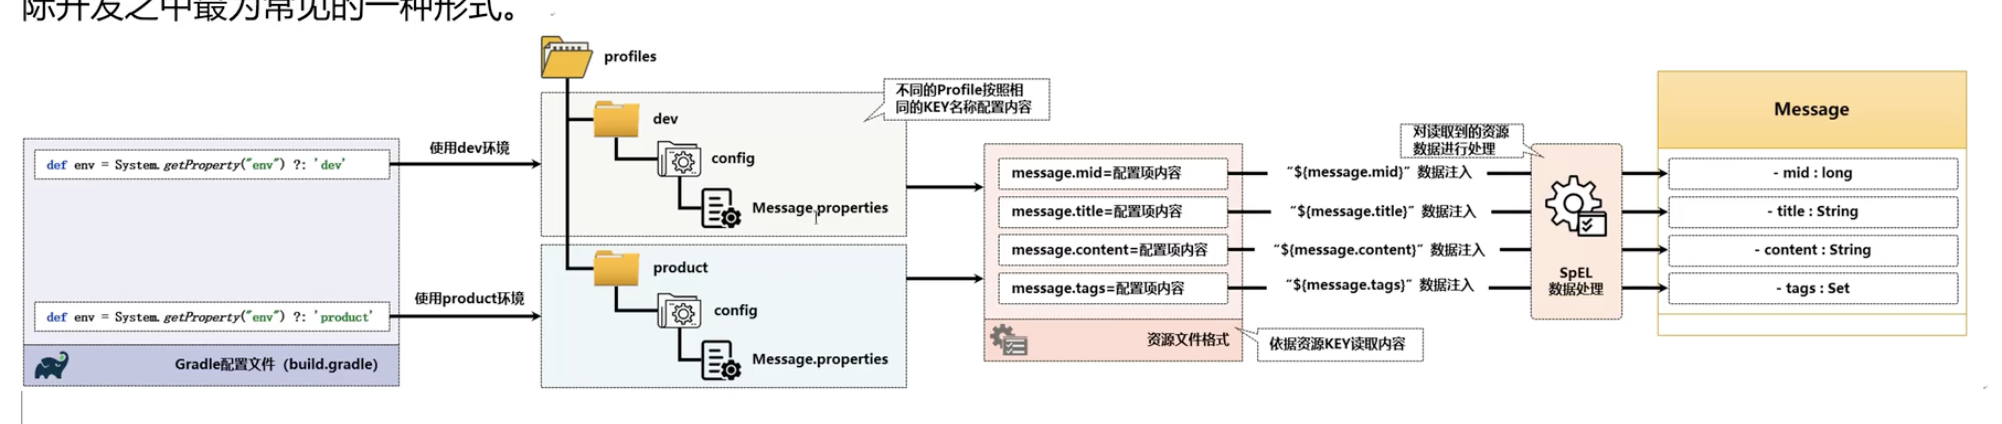 际开发之中最为常见的一种形式。
profiles
不同的Profile按照相
同的KEY名称配置内容
dev
config
Message.properties
使用dev环境
def env = System.getProperty("env") ?: 'dev'
def env = System.getProperty("env") ?: 'product'
使用product环境
Gradle配置文件（build.gradle）
product
config
Message.properties
message.mid=配置项内容
message.title=配置项内容
message.content=配置项内容
message.tags=配置项内容
资源文件格式
依据资源KEY读取内容
“${message.mid}” 数据注入
“${message.title}” 数据注入
“${message.content}” 数据注入
“${message.tags}” 数据注入
对读取到的资源
数据进行处理
SpEL
数据处理
Message
- mid : long
- title : String
- content : String
- tags : Set